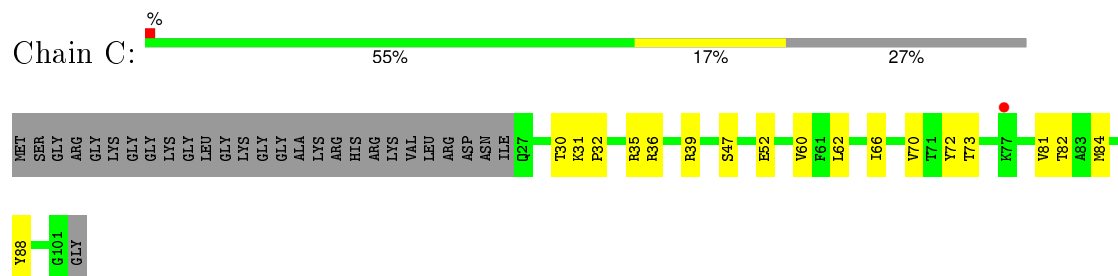 %
Chain C:
55% 17% 27%
MET SER GLY ARG GLY LYS GLY GLY LYS GLY LEU GLY LYS GLY GLY ALA LYS ARG HIS ARG LYS VAL LEU ARG ASP ASN ILE Q27 T30 K31 P32 R35 R36 R39 S47 E52 V60 F61 L62 I66 V70 T71 Y72 T73 K77 V81 T82 A83 M84
Y88 G101 GLY